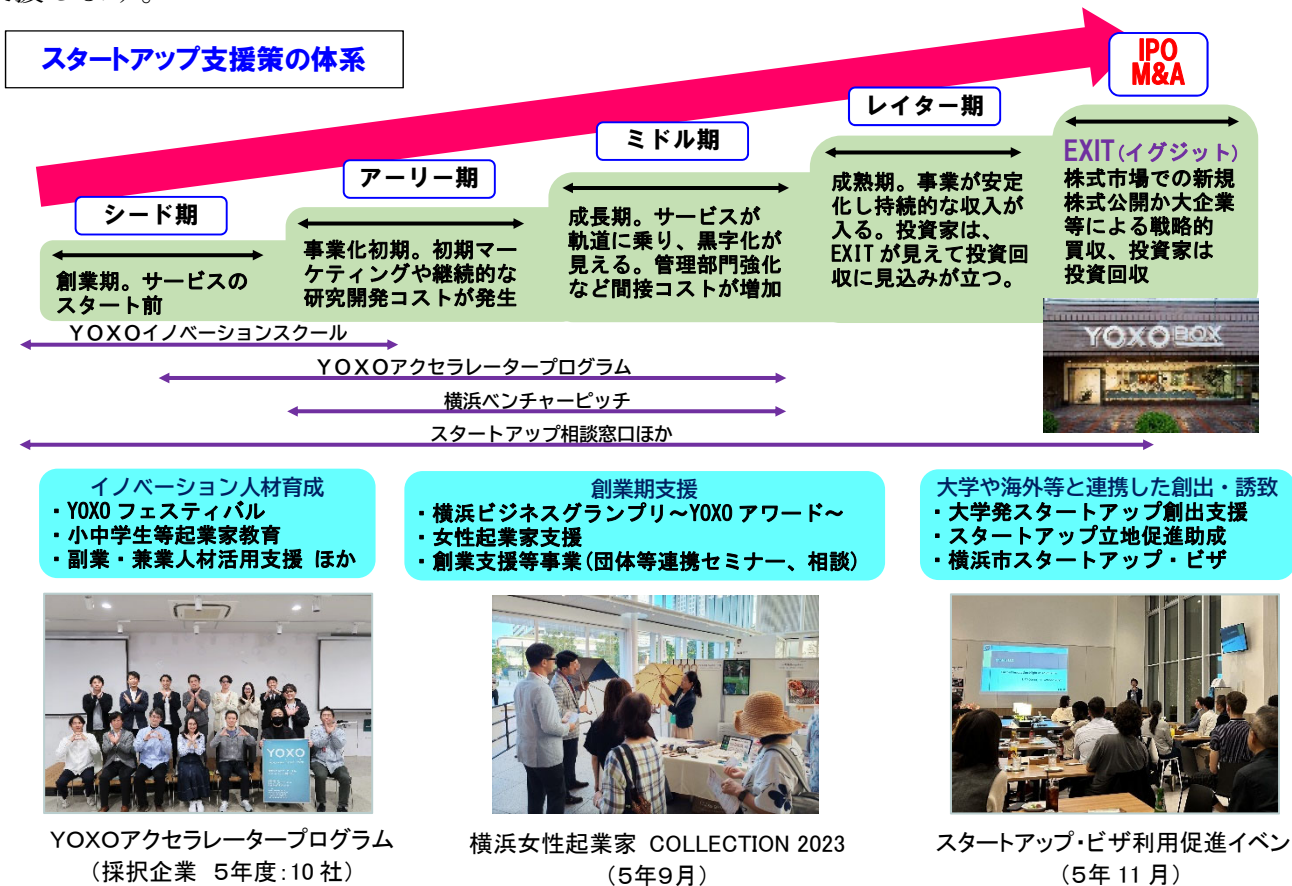 スタートアップ支援策の体系
IPO
M&A
レイター期
ミドル期
アーリー期
シード期
創業期。サービスの
スタート前
事業化初期。初期マー
ケティングや継続的な
研究開発コストが発生
成長期。サービスが
軌道に乗り、黒字化が
見える。管理部門強化
など間接コストが増加
成熟期。事業が安定
化し持続的な収入が
入る。投資家は、
EXITが見えて投資回
収に見込みが立つ。
EXIT(イグジット)
株式市場での新規
株式公開か大企業
等による戦略的
買収、投資家は
投資回収
YOXOイノベーションスクール
YOXOアクセラレータープログラム
横浜ベンチャーピッチ
スタートアップ相談窓口ほか
YOXO BOX
イノベーション人材育成
・YOXOフェスティバル
・小中学生等起業家教育
・副業・兼業人材活用支援 ほか
創業期支援
・横浜ビジネスグランプリ～YOXOアワード～
・女性起業家支援
・創業支援等事業(団体等連携セミナー、相談)
大学や海外等と連携した創出・誘致
・大学発スタートアップ創出支援
・スタートアップ立地促進助成
・横浜市スタートアップ・ビザ
YOXO
YOXOアクセラレータープログラム
（採択企業 5年度：10社）
横浜女性起業家 COLLECTION 2023
（5年9月）
スタートアップ・ビザ利用促進イベン
（5年11月）